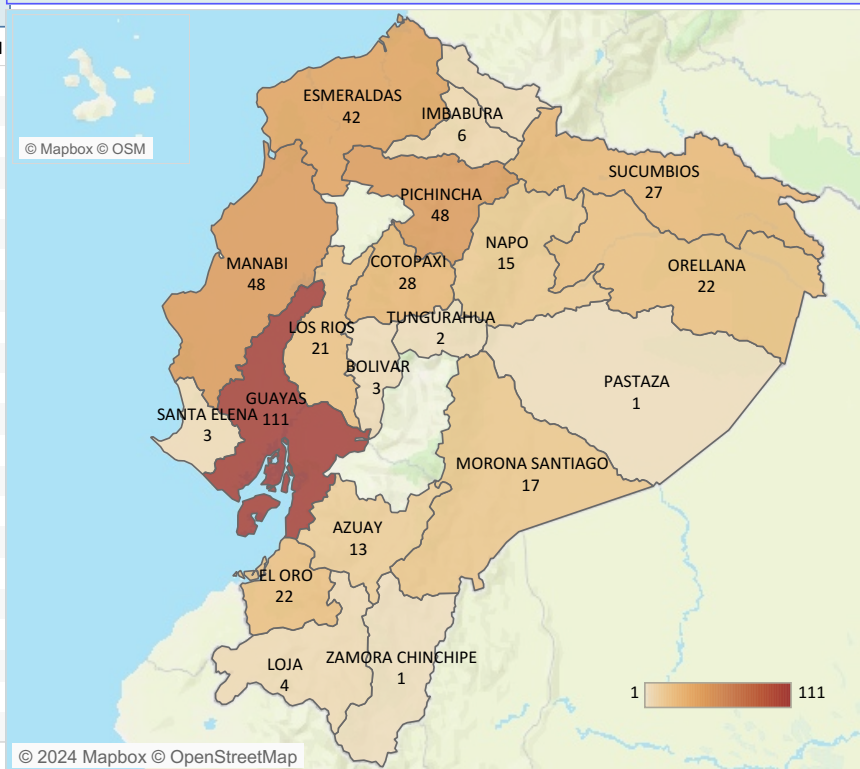 ESMERALDAS
42
IMBABURA
6
© Mapbox © OSM
SUCUMBIOS
27
PICHINCHA
48
NAPO
15
MANABI
48
COTOPAXI
28
ORELLANA
22
TUNGURAHUA
2
LOS RIOS
21
BOLIVAR
3
PASTAZA
1
GUAYAS
111
SANTA ELENA
3
MORONA SANTIAGO
17
AZUAY
13
EL ORO
22
LOJA
4
ZAMORA CHINCHIPE
1
1 111
© 2024 Mapbox © OpenStreetMap